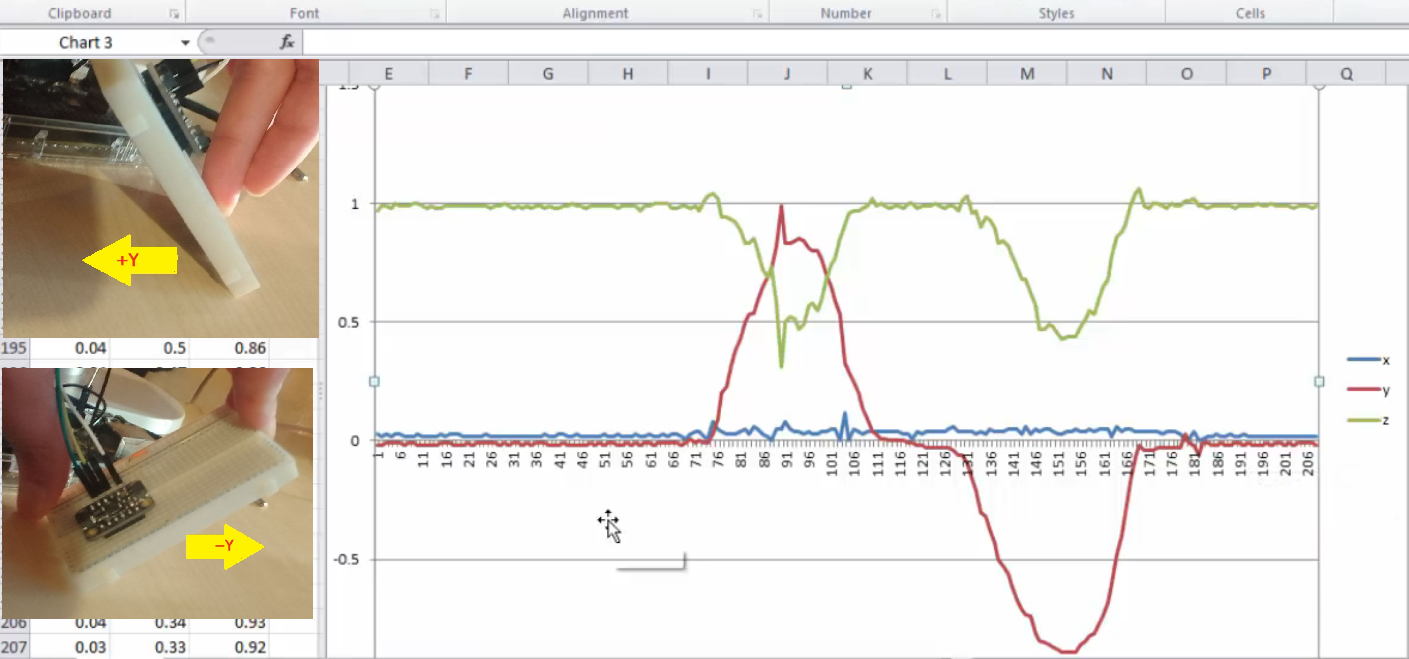 Clipboard Font Alignment Number Styles Cells
Chart 3 fx
E F G H I J K L M N O P Q
1
0.5
0
-0.5
1 6 11 16 21 26 31 36 41 46 51 56 61 66 71 76 81 86 91 96 101 106 111 116 121 126 131 136 141 146 151 156 161 166 171 176 181 186 191 196 201 206
x
y
z
+Y
195 0.04 0.5 0.86
−Y
206 0.04 0.34 0.93
207 0.03 0.33 0.92